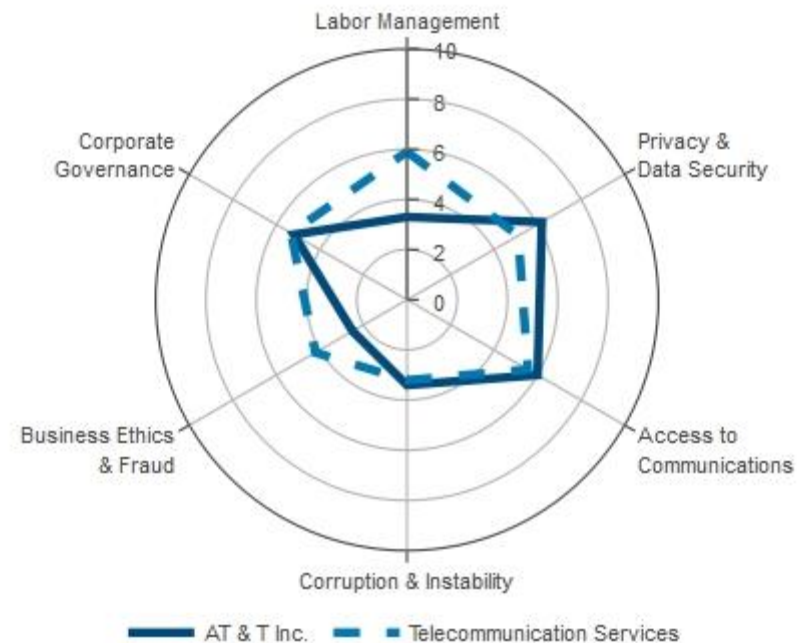 Labor Management
10
8
6
4
2
0
Corporate
Governance
Privacy &
Data Security
Business Ethics
& Fraud
Access to
Communications
Corruption & Instability
AT & T Inc.
Telecommunication Services